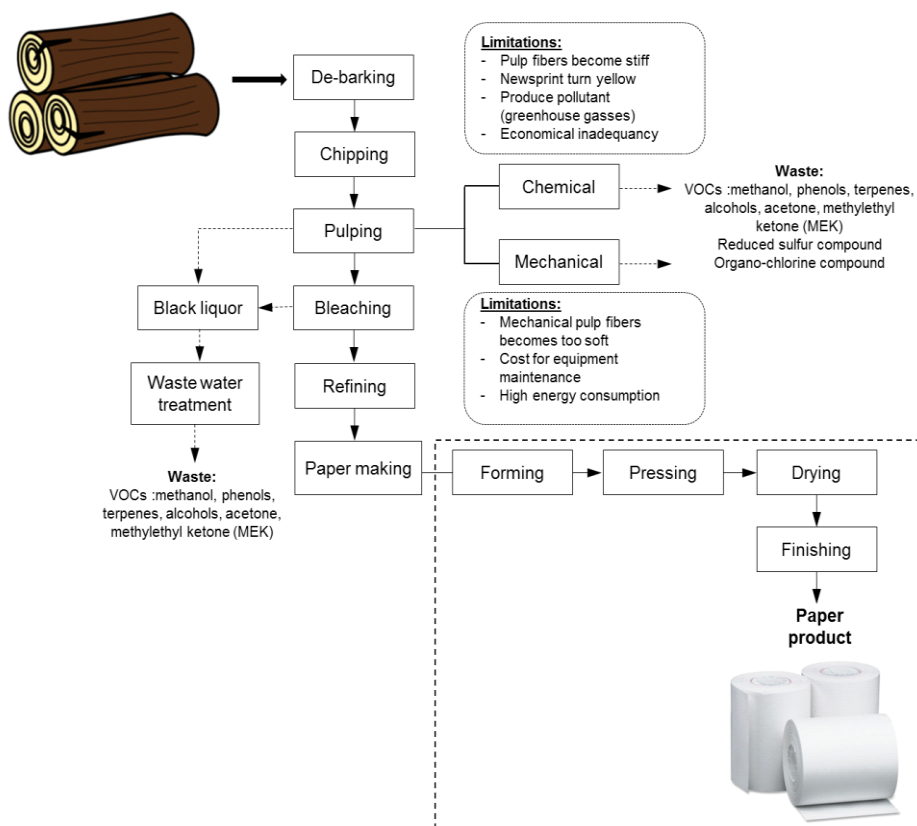 De-barking
Chipping
Pulping
Bleaching
Refining
Paper making
Limitations:
- Pulp fibers become stiff
- Newsprint turn yellow
- Produce pollutant
(greenhouse gasses)
- Economical inadequancy
Chemical
Mechanical
Waste:
VOCs :methanol, phenols, terpenes,
alcohols, acetone, methylethyl
ketone (MEK)
Reduced sulfur compound
Organo-chlorine compound
Limitations:
- Mechanical pulp fibers
becomes too soft
- Cost for equipment
maintenance
- High energy consumption
Black liquor
Waste water
treatment
Waste:
VOCs :methanol, phenols,
terpenes, alcohols, acetone,
methylethyl ketone (MEK)
Forming
Pressing
Drying
Finishing
Paper
product